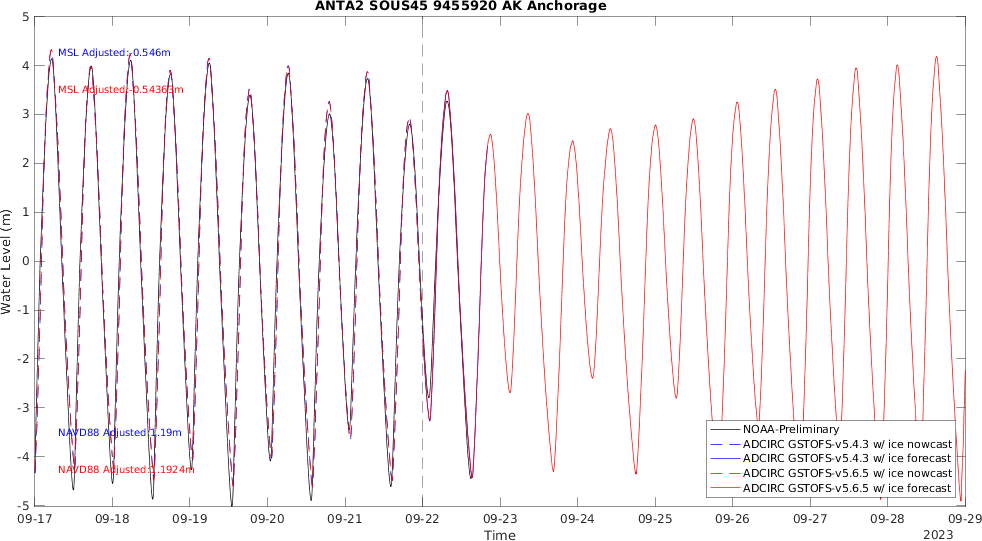 ANTA2 SOUS45 9455920 AK Anchorage
5
4
3
2
1
0
-1
-2
-3
-4
-5
Water Level (m)
MSL Adjusted:-0.546m
MSL Adjusted:-0.54363m
NAVD88 Adjusted:1.19m
NAVD88 Adjusted:1.1924m
NOAA-Preliminary
ADCIRC GSTOFS-v5.4.3 w/ ice nowcast
ADCIRC GSTOFS-v5.4.3 w/ ice forecast
ADCIRC GSTOFS-v5.6.5 w/ ice nowcast
ADCIRC GSTOFS-v5.6.5 w/ ice forecast
09-17 09-18 09-19 09-20 09-21 09-22 09-23 09-24 09-25 09-26 09-27 09-28 09-29
Time
2023